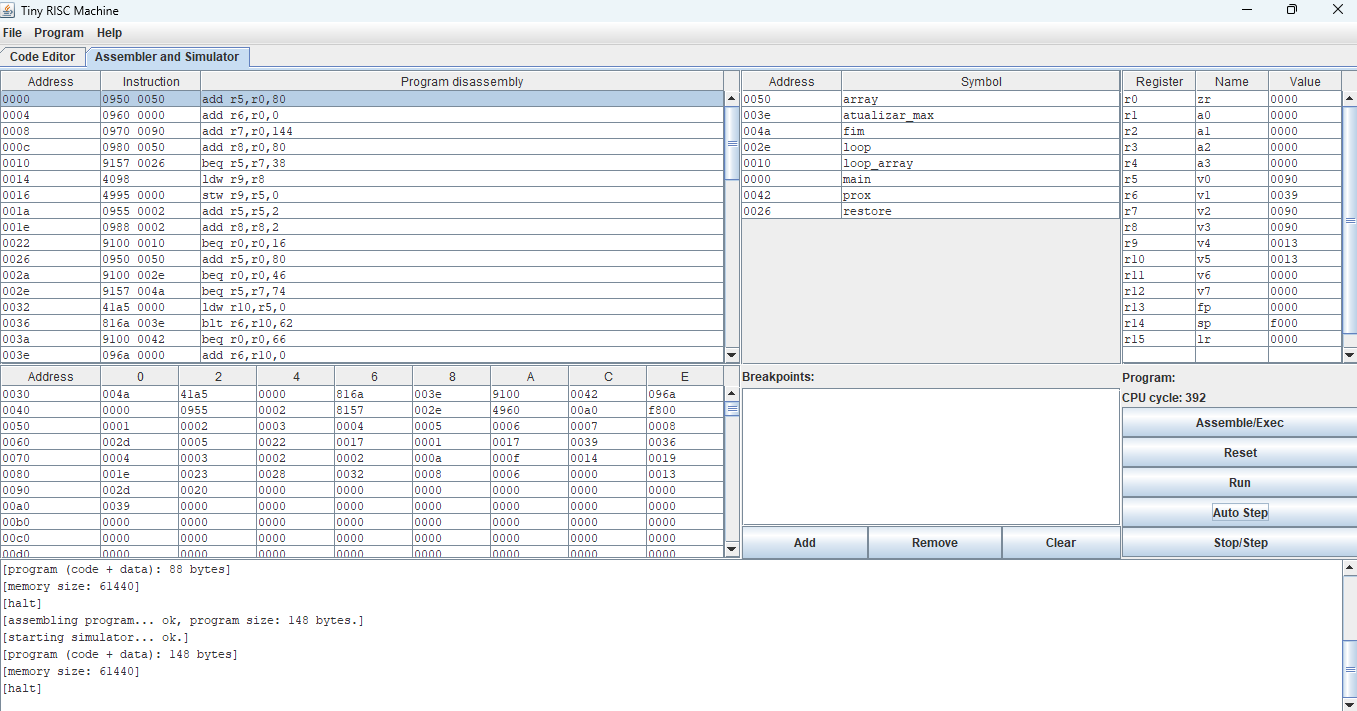 Tiny RISC Machine
File Program Help
Code Editor Assembler and Simulator
Address Instruction Program disassembly
0000 0950 0050 add r5,r0,80
0004 0960 0000 add r6,r0,0
0008 0970 0090 add r7,r0,144
000c 0980 0050 add r8,r0,80
0010 9157 0026 beq r5,r7,38
0014 4098 ldw r9,r8
0016 4995 0000 stw r9,r5,0
001a 0955 0002 add r5,r5,2
001e 0988 0002 add r8,r8,2
0022 9100 0010 beq r0,r0,16
0026 0950 0050 add r5,r0,80
002a 9100 002e beq r0,r0,46
002e 9157 004a beq r5,r7,74
0032 41a5 0000 ldw r10,r5,0
0036 816a 003e blt r6,r10,62
003a 9100 0042 beq r0,r0,66
003e 096a 0000 add r6,r10,0
Address Symbol
0050 array
003e atualizar_max
004a fim
002e loop
0010 loop_array
0000 main
0042 prox
0026 restore
Register Name Value
r0 zr 0000
r1 a0 0000
r2 a1 0000
r3 a2 0000
r4 a3 0000
r5 v0 0090
r6 v1 0039
r7 v2 0090
r8 v3 0090
r9 v4 0013
r10 v5 0013
r11 v6 0000
r12 v7 0000
r13 fp 0000
r14 sp f000
r15 lr 0000
Address 0 2 4 6 8 A C E
0030 004a 41a5 0000 816a 003e 9100 0042 096a
0040 0000 0955 0002 8157 002e 4960 00a0 f800
0050 0001 0002 0003 0004 0005 0006 0007 0008
0060 002d 0005 0022 0017 0001 0017 0039 0036
0070 0004 0003 0002 0002 000a 000f 0014 0019
0080 001e 0023 0028 0032 0008 0006 0000 0013
0090 002d 0020 0000 0000 0000 0000 0000 0000
00a0 0039 0000 0000 0000 0000 0000 0000 0000
00b0 0000 0000 0000 0000 0000 0000 0000 0000
00c0 0000 0000 0000 0000 0000 0000 0000 0000
00d0 0000 0000 0000 0000 0000 0000 0000 0000
Breakpoints:
Add Remove Clear
Program:
CPU cycle: 392
Assemble/Exec
Reset
Run
Auto Step
Stop/Step
[program (code + data): 88 bytes]
[memory size: 61440]
[halt]
[assembling program... ok, program size: 148 bytes.]
[starting simulator... ok.]
[program (code + data): 148 bytes]
[memory size: 61440]
[halt]